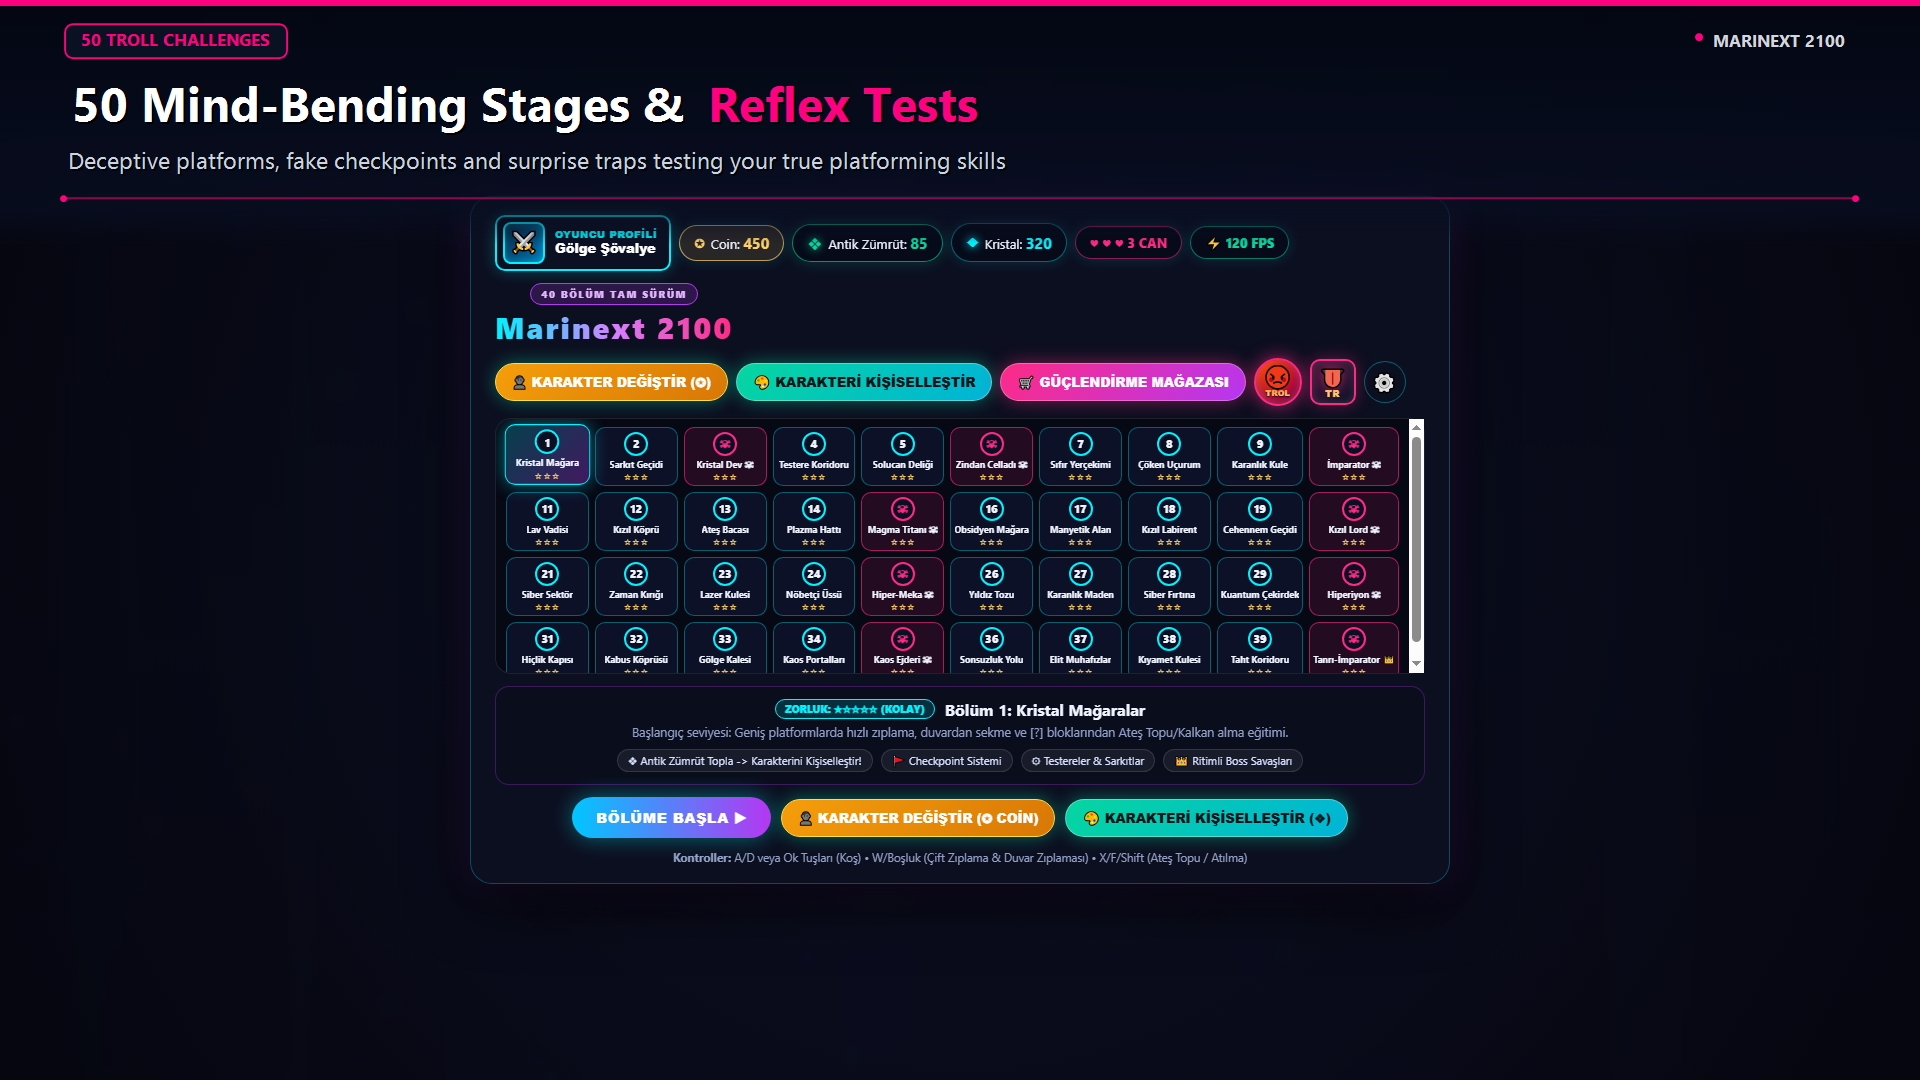 50 TROLL CHALLENGES
MARINEXT 2100
50 Mind-Bending Stages & Reflex Tests
Deceptive platforms, fake checkpoints and surprise traps testing your true platforming skills
OYUNCU PROFİLİ
Gölge Şövalye
Coin: 450
Antik Zümrüt: 85
Kristal: 320
3 CAN
120 FPS
40 BÖLÜM TAM SÜRÜM
Marinext 2100
KARAKTER DEĞİŞTİR (✪)
KARAKTERİ KİŞİSELLEŞTİR
GÜÇLENDİRME MAĞAZASI
TROL
TR
1 2 4 5 7 8 9
Kristal Mağara Sarkıt Geçidi Kristal Dev Testere Koridoru Solucan Deliği Zindan Celladı Sıfır Yerçekimi Çöken Uçurum Karanlık Kule İmparator
11 12 13 14 16 17 18 19
Lav Vadisi Kızıl Köprü Ateş Bacası Plazma Hattı Magma Titanı Obsidyen Mağara Manyetik Alan Kızıl Labirent Cehennem Geçidi Kızıl Lord
21 22 23 24 26 27 28 29
Siber Sektör Zaman Kırığı Lazer Kulesi Nöbetçi Üssü Hiper-Meka Yıldız Tozu Karanlık Maden Siber Fırtına Kuantum Çekirdek Hiperiyon
31 32 33 34 36 37 38 39
Hiçlik Kapısı Kabus Köprüsü Gölge Kalesi Kaos Portalları Kaos Ejderi Sonsuzluk Yolu Elit Muhafızlar Kıyamet Kulesi Taht Koridoru Tanrı-İmparator
ZORLUK: ★☆☆☆☆ (KOLAY) Bölüm 1: Kristal Mağaralar
Başlangıç seviyesi: Geniş platformlarda hızlı zıplama, duvardan sekme ve [?] bloklarından Ateş Topu/Kalkan alma eğitimi.
❖ Antik Zümrüt Topla -> Karakterini Kişiselleştir!
Checkpoint Sistemi
Testereler & Sarkıtlar
Ritimli Boss Savaşları
BÖLÜME BAŞLA ▶
KARAKTER DEĞİŞTİR (✪ COİN)
KARAKTERİ KİŞİSELLEŞTİR (❖)
Kontroller: A/D veya Ok Tuşları (Koş) • W/Boşluk (Çift Zıplama & Duvar Zıplaması) • X/F/Shift (Ateş Topu / Atılma)